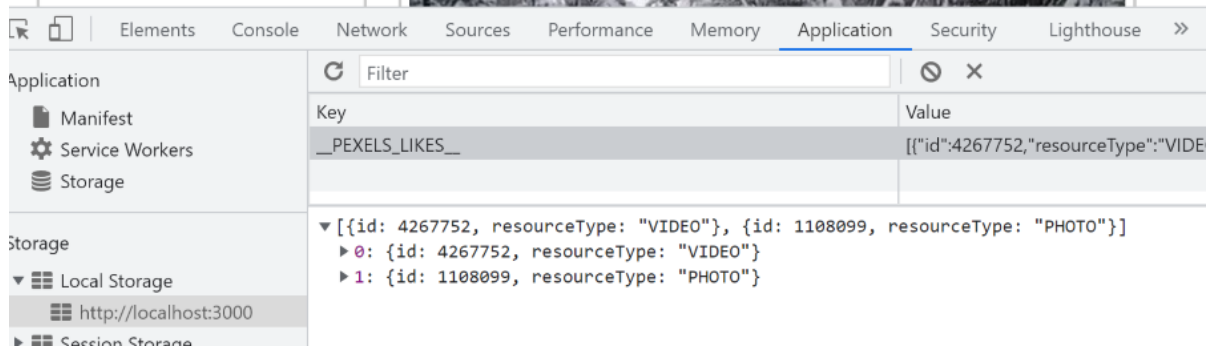 Elements Console Network Sources Performance Memory Application Security Lighthouse »
Application
Filter
Manifest
Key Value
Service Workers
__PEXELS_LIKES__ [{"id":4267752,"resourceType":"VIDE
Storage
▼[{id: 4267752, resourceType: "VIDEO"}, {id: 1108099, resourceType: "PHOTO"}]
Storage
▶0: {id: 4267752, resourceType: "VIDEO"}
▼ Local Storage
▶1: {id: 1108099, resourceType: "PHOTO"}
http://localhost:3000
▶ Session Storage